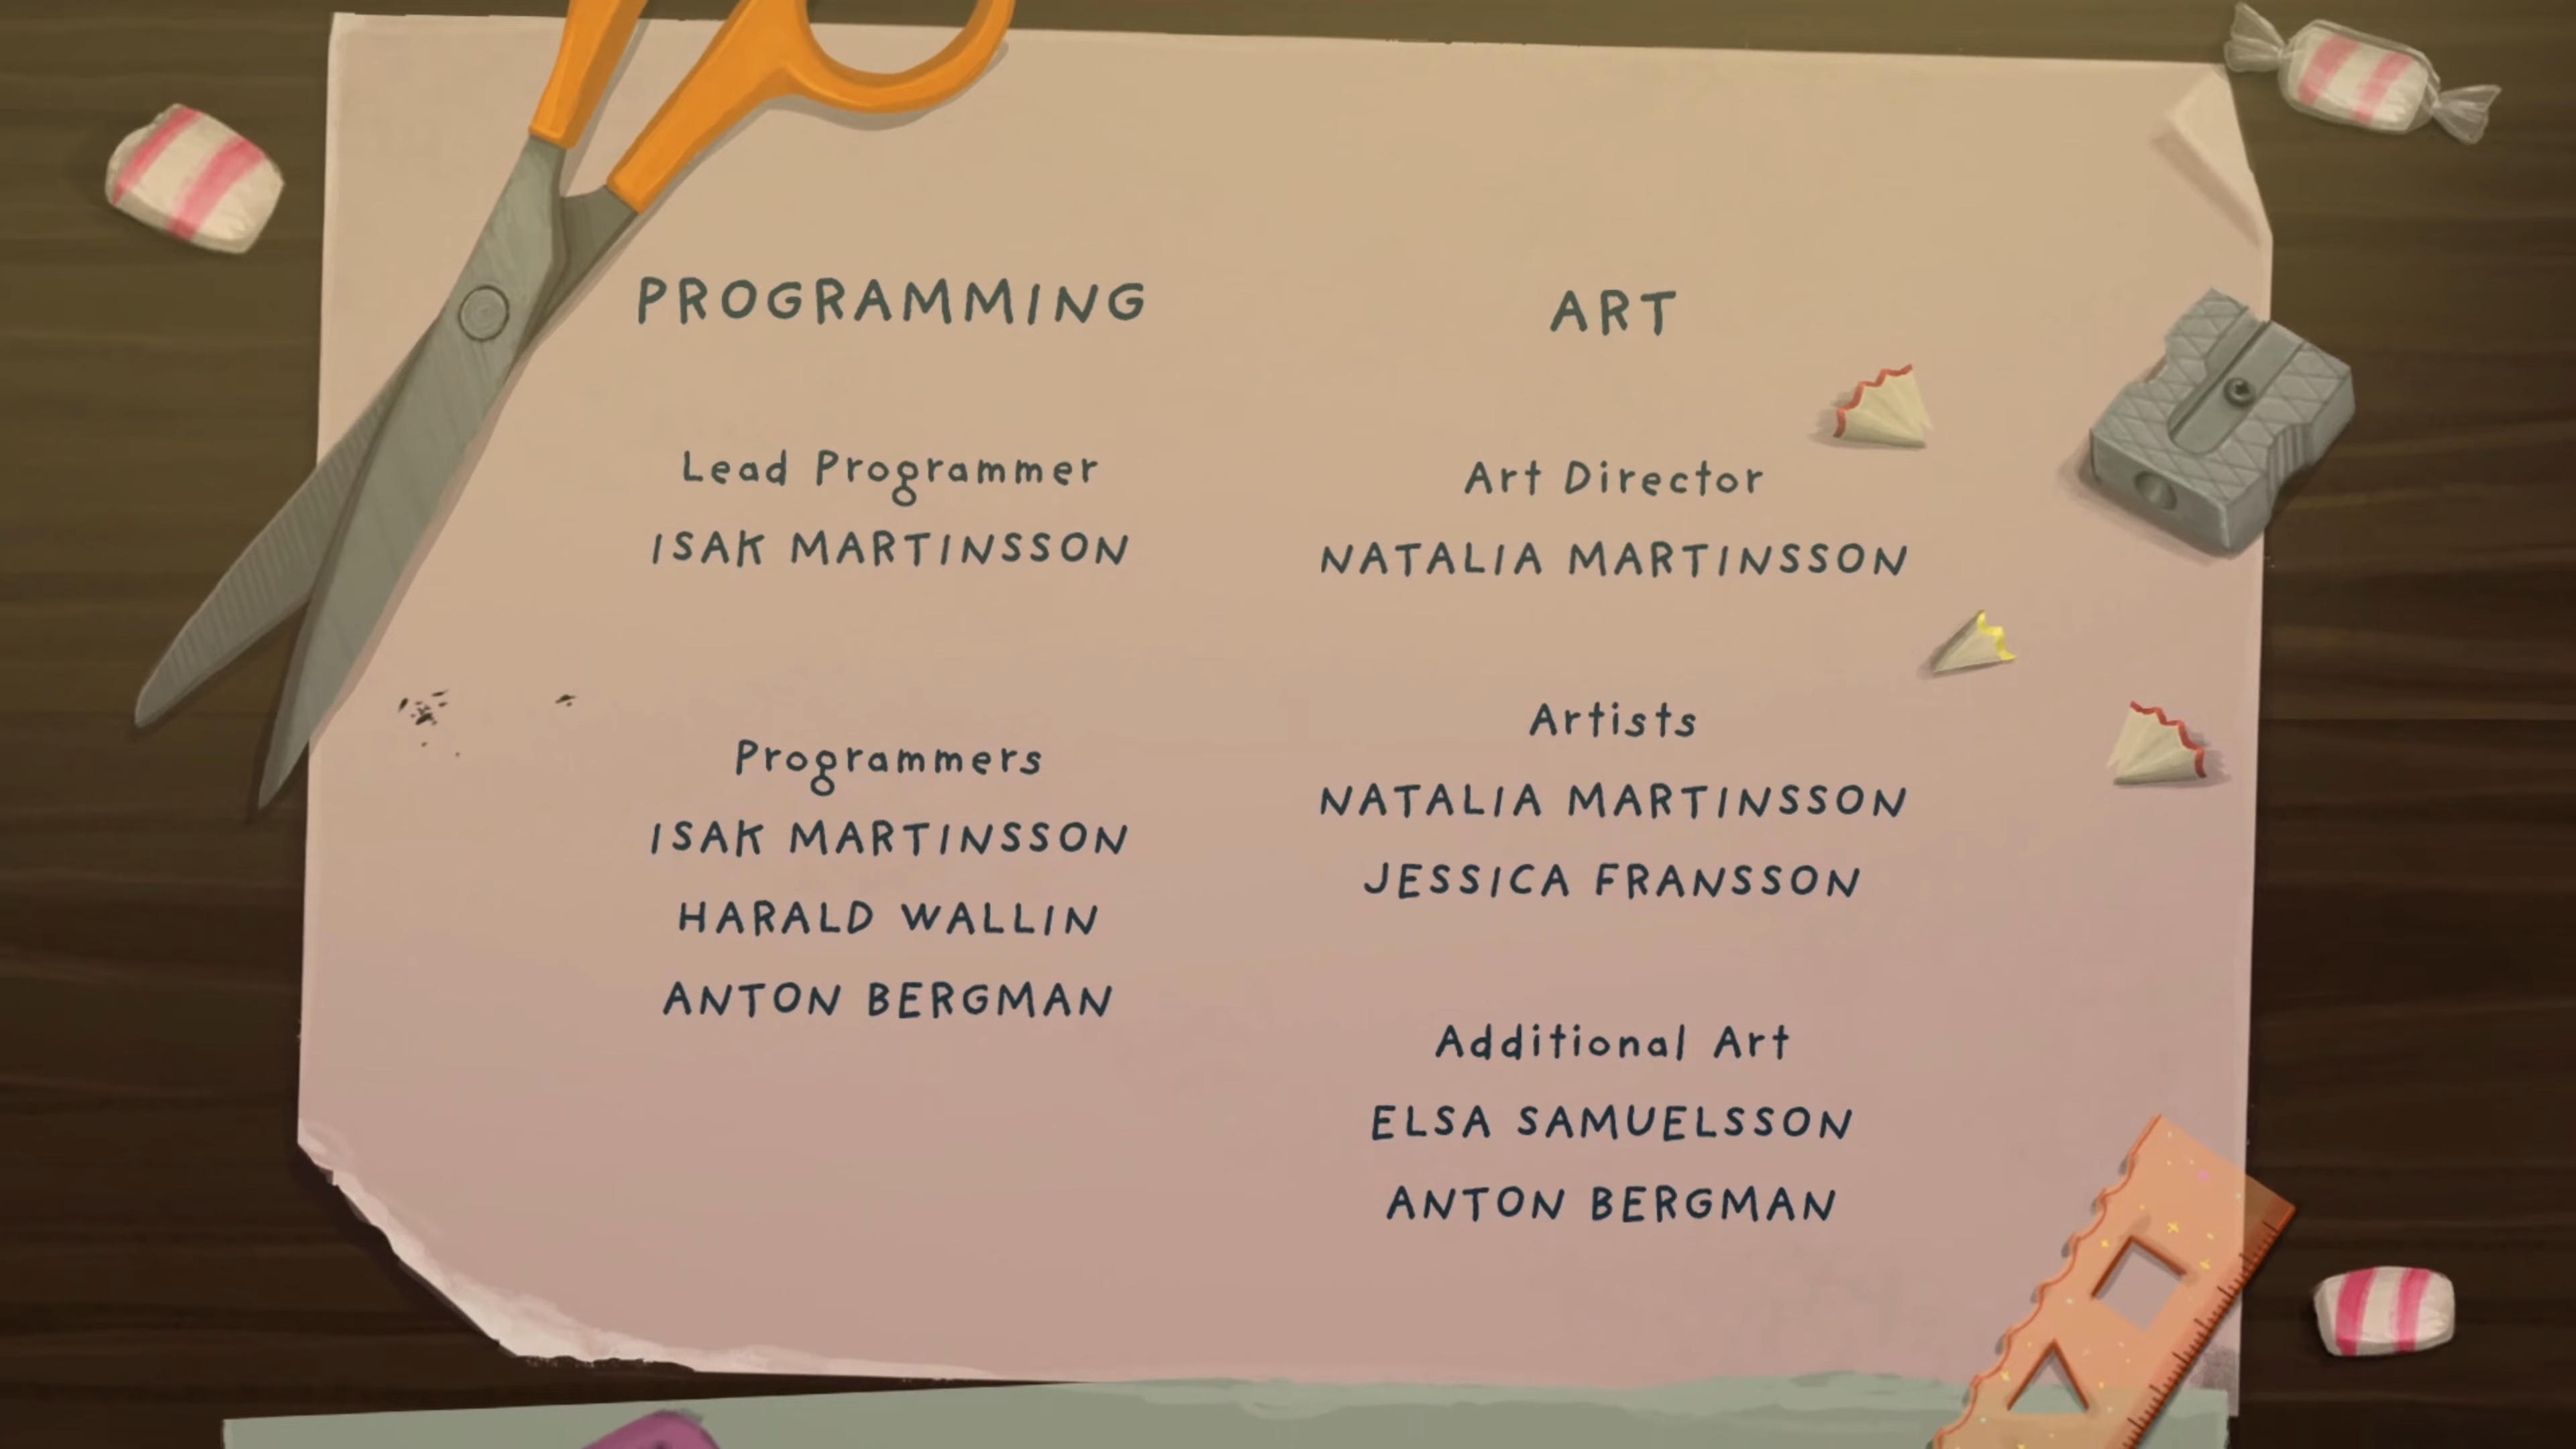 PROGRAMMING
Lead Programmer
ISAK MARTINSSON
Programmers
ISAK MARTINSSON
HARALD WALLIN
ANTON BERGMAN
ART
Art Director
NATALIA MARTINSSON
Artists
NATALIA MARTINSSON
JESSICA FRANSSON
Additional Art
ELSA SAMUELSSON
ANTON BERGMAN